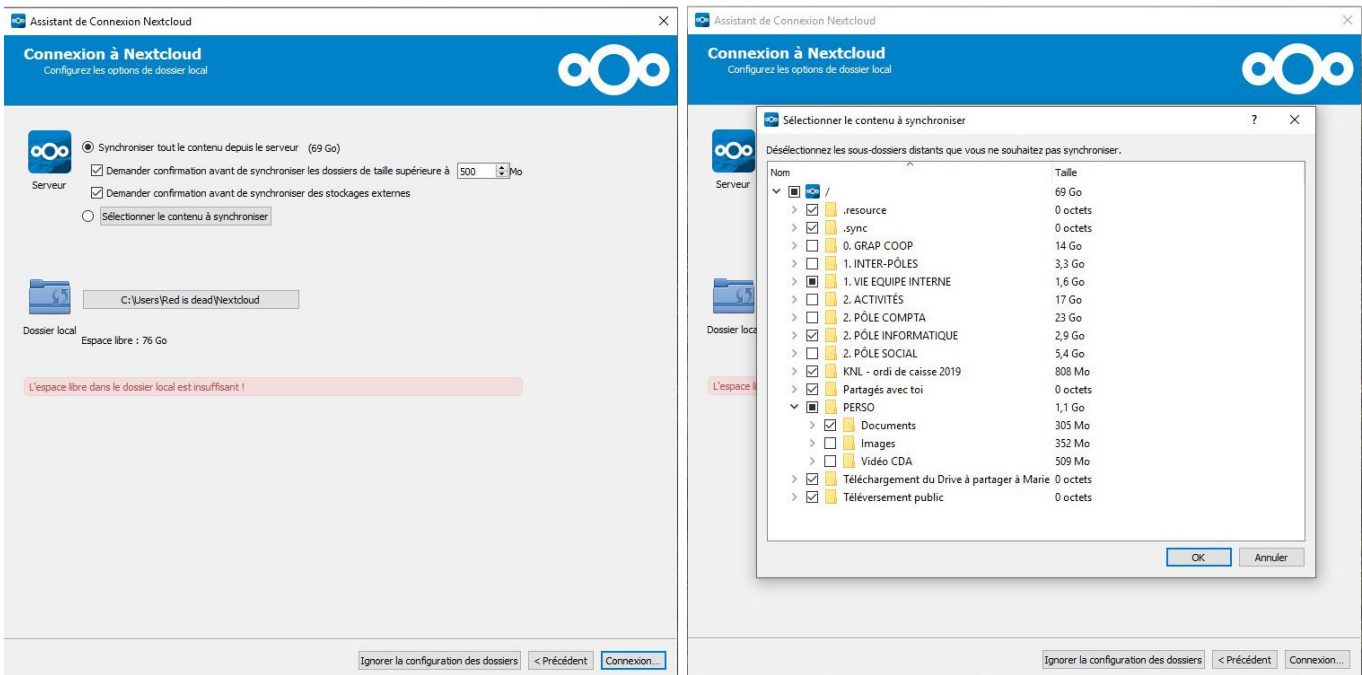 Assistant de Connexion Nextcloud
Connexion à Nextcloud
Configurez les options de dossier local
Serveur
Synchroniser tout le contenu depuis le serveur (69 Go)
Demander confirmation avant de synchroniser les dossiers de taille supérieure à 500 Mo
Demander confirmation avant de synchroniser des stockages externes
Sélectionner le contenu à synchroniser
C:\Users\Red is dead\Nextcloud
Dossier local
Espace libre : 76 Go
L'espace libre dans le dossier local est insuffisant !
Ignorer la configuration des dossiers < Précédent Connexion...
Assistant de Connexion Nextcloud
Connexion à Nextcloud
Configurez les options de dossier local
Serveur
Dossier loca
L'espace li
Sélectionner le contenu à synchroniser ?
Désélectionnez les sous-dossiers distants que vous ne souhaitez pas synchroniser.
Nom Taille
/ 69 Go
.resource 0 octets
.sync 0 octets
0. GRAP COOP 14 Go
1. INTER-PÔLES 3,3 Go
1. VIE EQUIPE INTERNE 1,6 Go
2. ACTIVITÉS 17 Go
2. PÔLE COMPTA 23 Go
2. PÔLE INFORMATIQUE 2,9 Go
2. PÔLE SOCIAL 5,4 Go
KNL - ordi de caisse 2019 808 Mo
Partagés avec toi 0 octets
PERSO 1,1 Go
Documents 305 Mo
Images 352 Mo
Vidéo CDA 509 Mo
Téléchargement du Drive à partager à Marie 0 octets
Téléversement public 0 octets
OK Annuler
Ignorer la configuration des dossiers < Précédent Connexion...